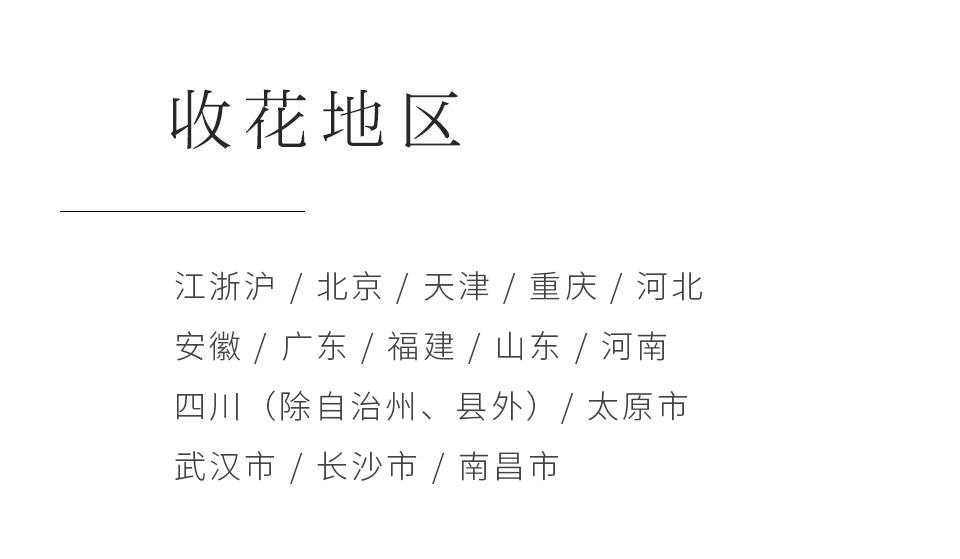 收花地区
江浙沪 / 北京 / 天津 / 重庆 / 河北
安徽 / 广东 / 福建 / 山东 / 河南
四川（除自治州、县外）/ 太原市
武汉市 / 长沙市 / 南昌市